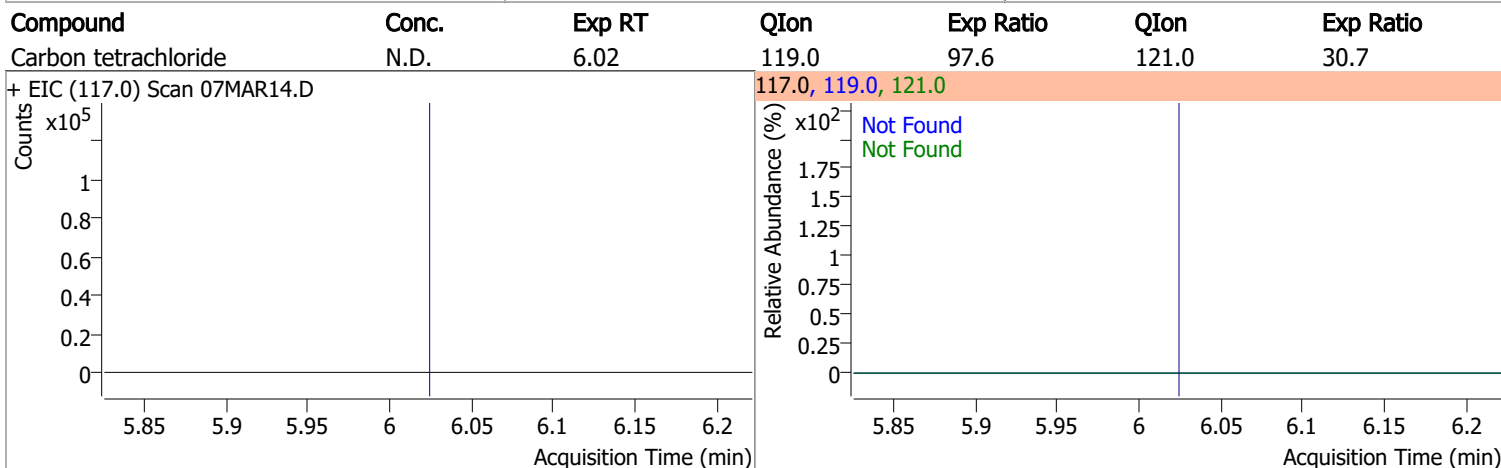 Compound Conc. Exp RT QIon Exp Ratio QIon Exp Ratio
Carbon tetrachloride N.D. 6.02 119.0 97.6 121.0 30.7
+ EIC (117.0) Scan 07MAR14.D
Counts
x10⁵
1
0.8
0.6
0.4
0.2
0
5.85 5.9 5.95 6 6.05 6.1 6.15 6.2
Acquisition Time (min)
117.0, 119.0, 121.0
Relative Abundance (%)
x10²
Not Found
Not Found
1.75
1.5
1.25
1
0.75
0.5
0.25
0
5.85 5.9 5.95 6 6.05 6.1 6.15 6.2
Acquisition Time (min)